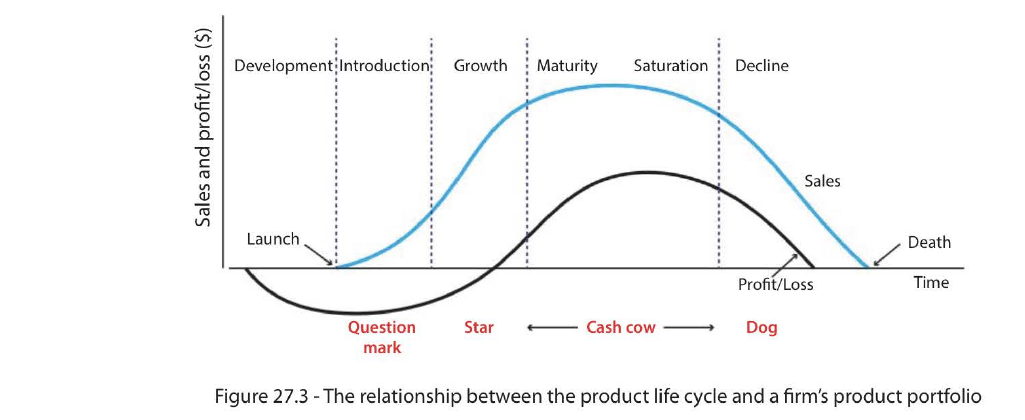 Sales and profit/loss ($)
Development Introduction Growth Maturity Saturation Decline
Sales
Launch
Death
Profit/Loss
Time
Question mark
Star
Cash cow
Dog
Figure 27.3 - The relationship between the product life cycle and a firm's product portfolio